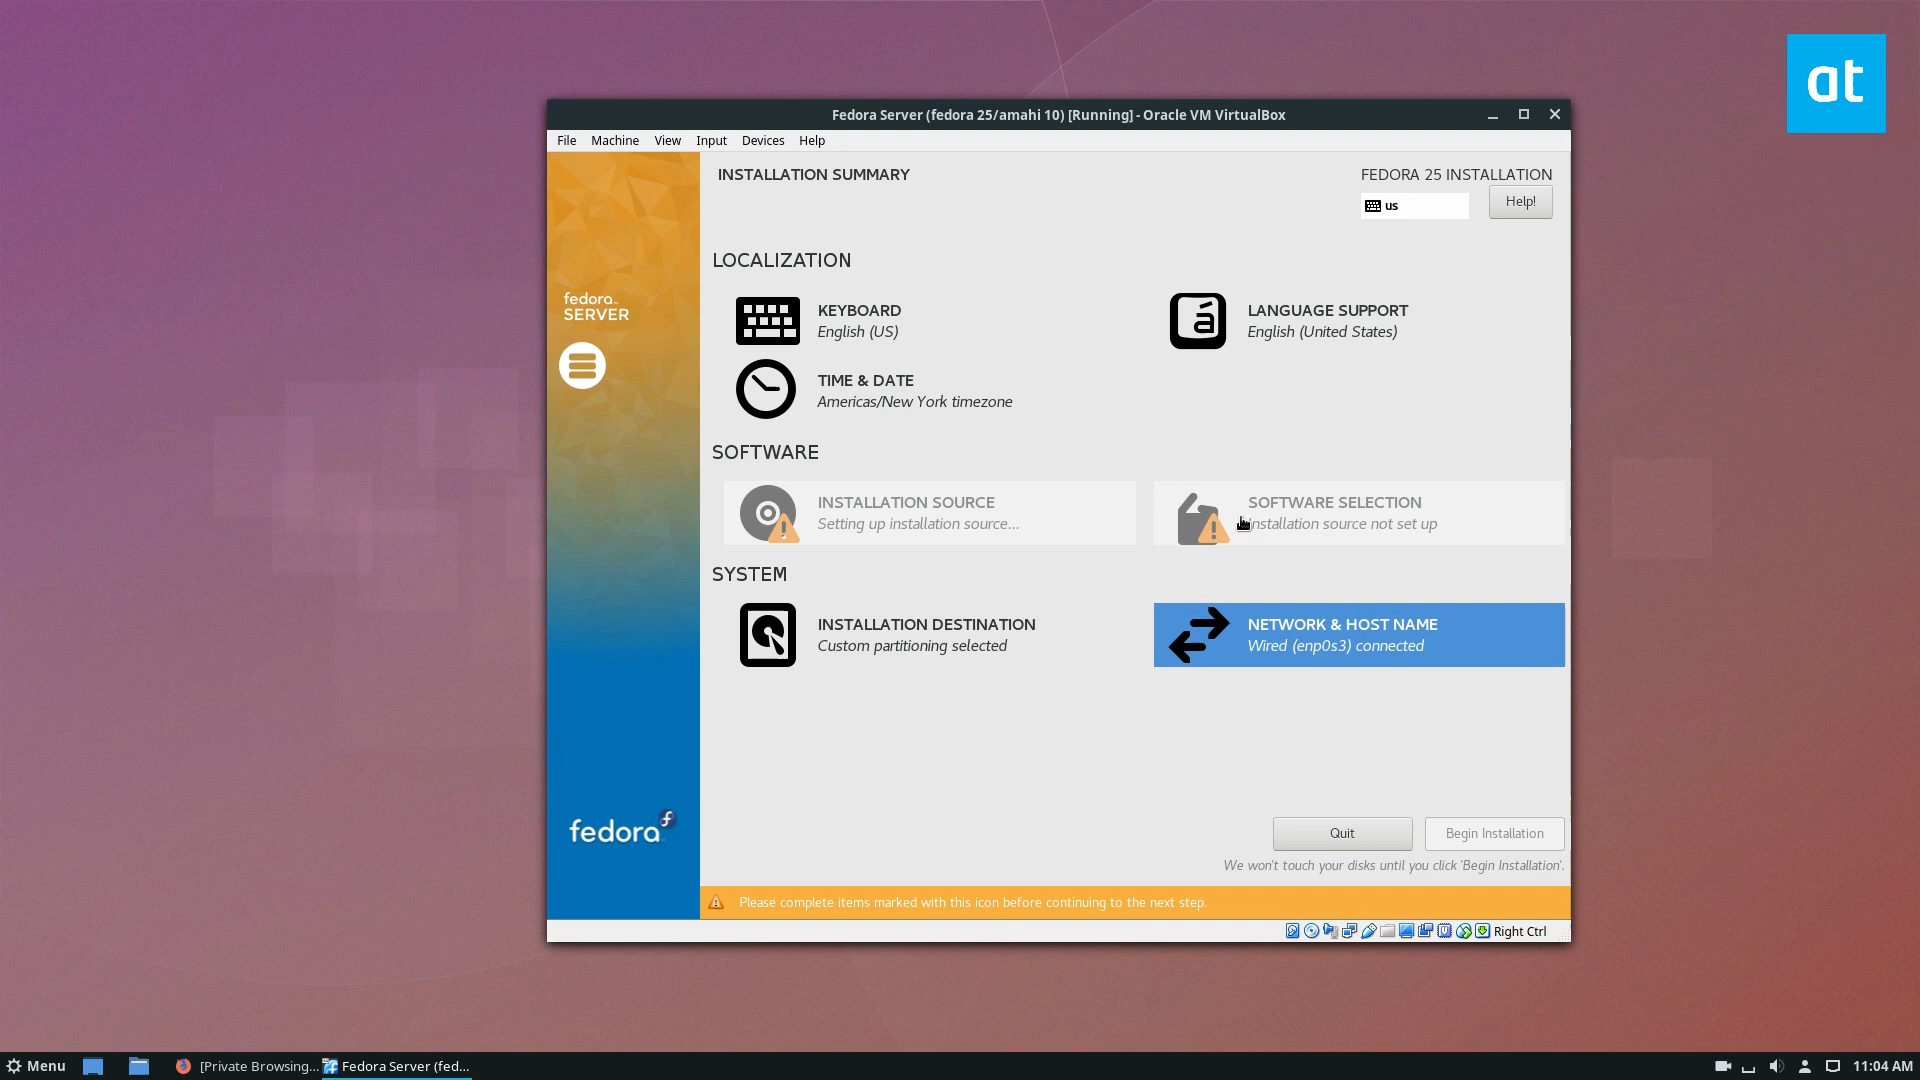 at
Fedora Server (fedora 25/amahi 10) [Running] - Oracle VM VirtualBox
File Machine View Input Devices Help
INSTALLATION SUMMARY
FEDORA 25 INSTALLATION
us
Help!
fedora
SERVER
LOCALIZATION
KEYBOARD
English (US)
LANGUAGE SUPPORT
English (United States)
TIME & DATE
Americas/New York timezone
SOFTWARE
INSTALLATION SOURCE
Setting up installation source...
SOFTWARE SELECTION
Installation source not set up
SYSTEM
INSTALLATION DESTINATION
Custom partitioning selected
NETWORK & HOST NAME
Wired (enp0s3) connected
fedora
Quit
Begin Installation
We won't touch your disks until you click 'Begin Installation'.
Please complete items marked with this icon before continuing to the next step.
Right Ctrl
Menu
[Private Browsing...
Fedora Server (fed...
11:04 AM